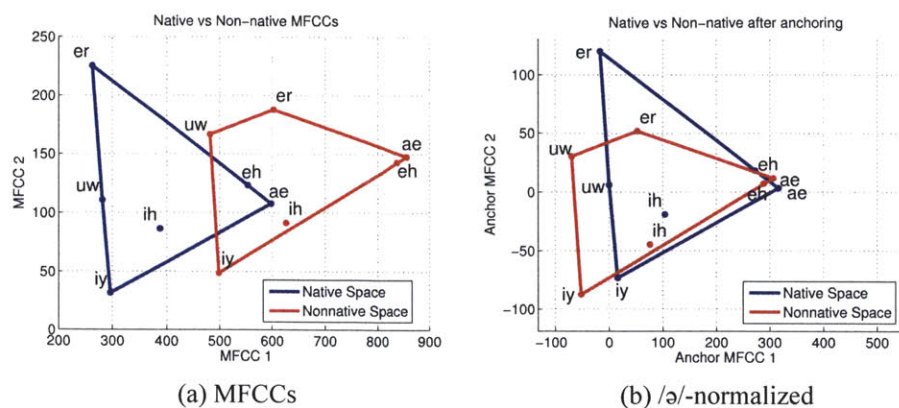 Native vs Non-native MFCCs
250
200
150
100
50
0
MFCC 2
er
uw
er
ae
eh
eh
ae
uw
ih
ih
iy
iy
Native Space
Nonnative Space
200 300 400 500 600 700 800 900
MFCC 1
(a) MFCCs
Native vs Non-native after anchoring
100
50
0
−50
−100
Anchor MFCC 2
er
er
uw
eh
ae
eh
ae
uw
ih
ih
iy
iy
Native Space
Nonnative Space
−100 0 100 200 300 400 500
Anchor MFCC 1
(b) /ə/-normalized